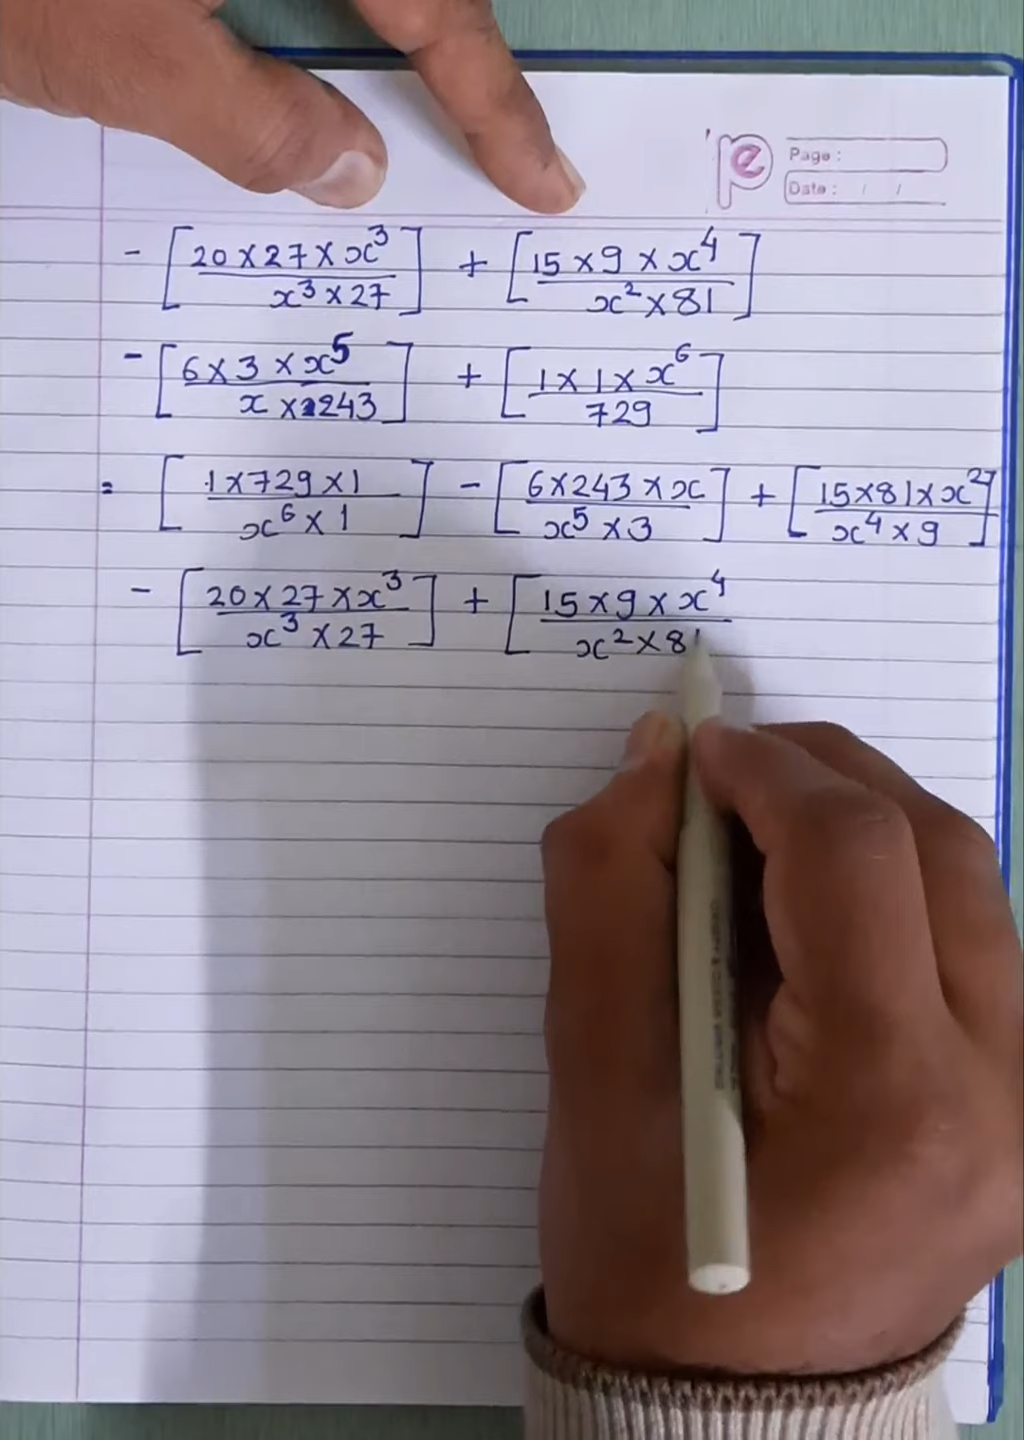 pe Page :
Date : / /
- [20 × 27 × x³ / x³ × 27] + [15 × 9 × x⁴ / x² × 81]
- [6 × 3 × x⁵ / x × 243] + [1 × 1 × x⁶ / 729]
= [1 × 729 × 1 / x⁶ × 1] - [6 × 243 × x / x⁵ × 3] + [15 × 81 × x² / x⁴ × 9]
- [20 × 27 × x³ / x³ × 27] + [15 × 9 × x⁴ / x² × 81